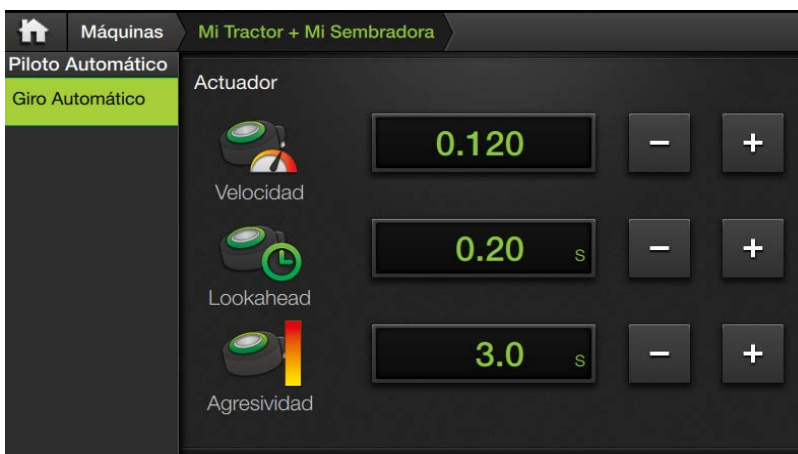 Máquinas
Mi Tractor + Mi Sembradora
Piloto Automático
Giro Automático
Actuador
0.120
- +
Velocidad
0.20 s
- +
Lookahead
3.0 s
- +
Agresividad